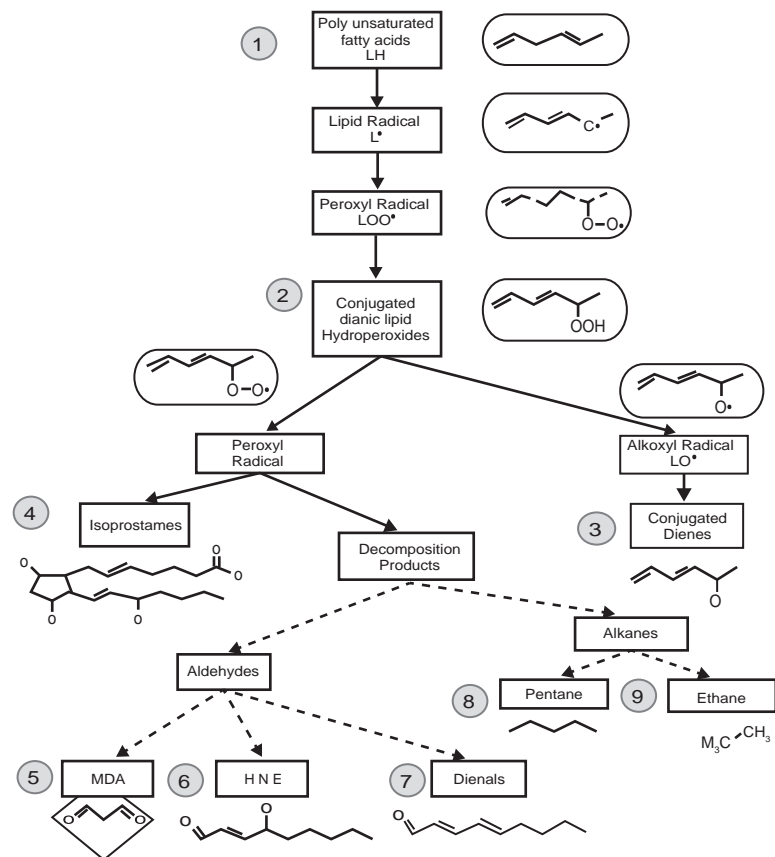 1
Poly unsaturated
fatty acids
LH
Lipid Radical
L•
C•
Peroxyl Radical
LOO•
O-O•
2
Conjugated
dianic lipid
Hydroperoxides
OOH
O-O•
O•
Peroxyl
Radical
Alkoxyl Radical
LO•
4
Isoprostames
3
Conjugated
Dienes
Decomposition
Products
O
O
O
O
O
O
Alkanes
Aldehydes
8
Pentane
9
Ethane
M₃C-CH₃
5
MDA
6
H N E
7
Dienals
O
O
O
O
O